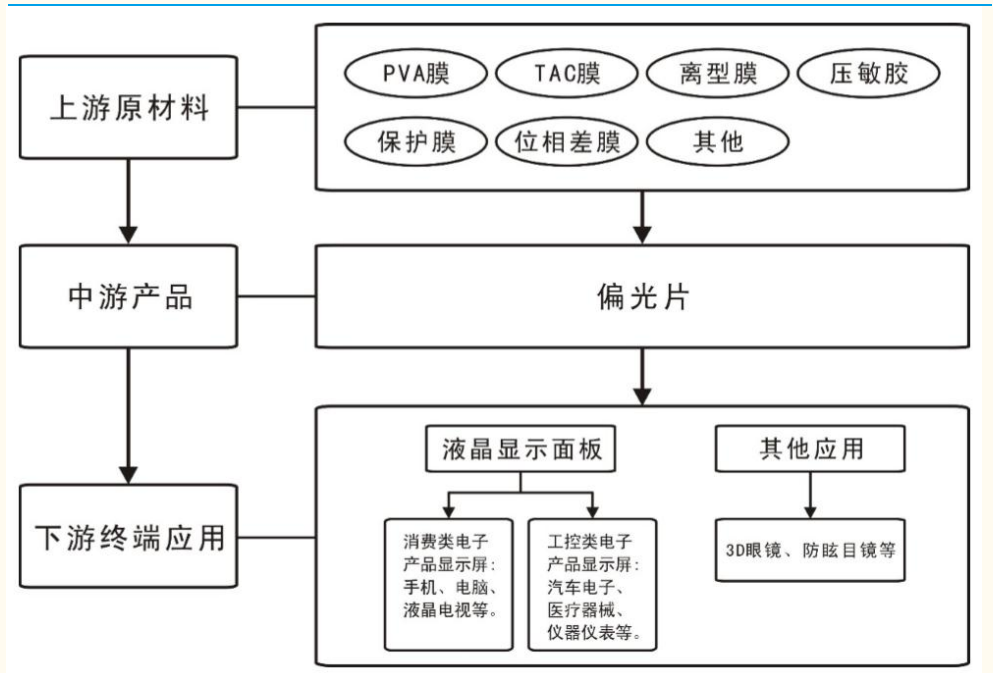 上游原材料
PVA膜
TAC膜
离型膜
压敏胶
保护膜
位相差膜
其他
中游产品
偏光片
下游终端应用
液晶显示面板
消费类电子
产品显示屏:
手机、电脑、
液晶电视等。
工控类电子
产品显示屏:
汽车电子、
医疗器械、
仪器仪表等。
其他应用
3D眼镜、防眩目镜等